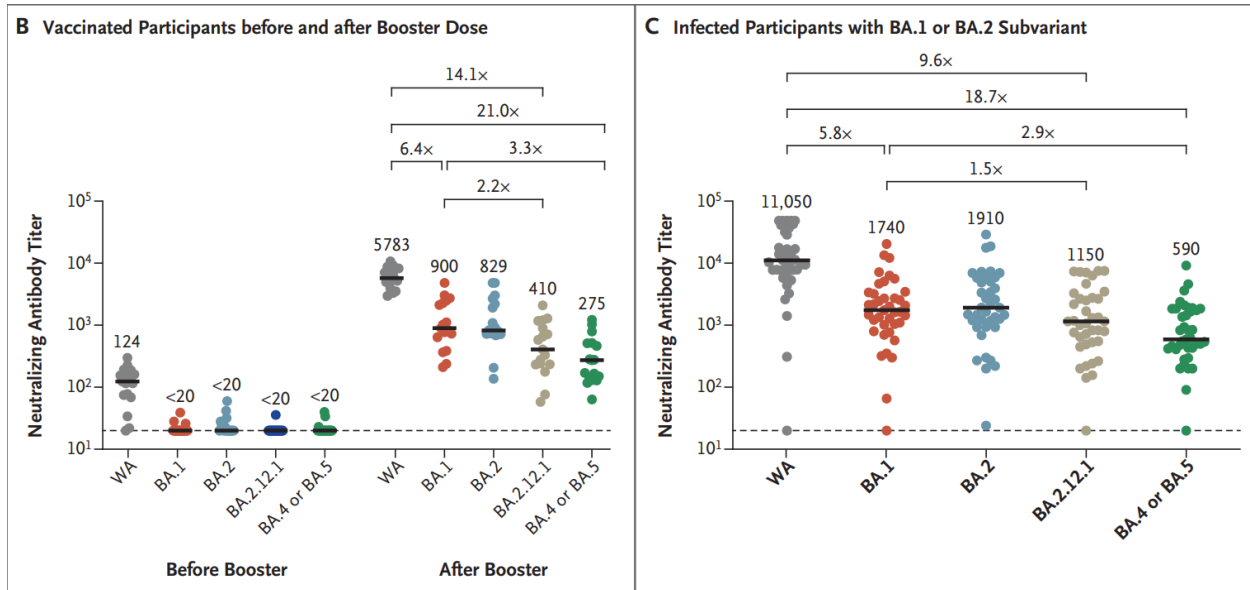 B Vaccinated Participants before and after Booster Dose
14.1×
21.0×
6.4×
3.3×
2.2×
Neutralizing Antibody Titer
10⁵
10⁴
10³
10²
10¹
124
<20
<20
<20
<20
5783
900
829
410
275
WA
BA.1
BA.2
BA.2.12.1
BA.4 or BA.5
WA
BA.1
BA.2
BA.2.12.1
BA.4 or BA.5
Before Booster
After Booster
C Infected Participants with BA.1 or BA.2 Subvariant
9.6×
18.7×
5.8×
2.9×
1.5×
Neutralizing Antibody Titer
10⁵
10⁴
10³
10²
10¹
11,050
1740
1910
1150
590
WA
BA.1
BA.2
BA.2.12.1
BA.4 or BA.5